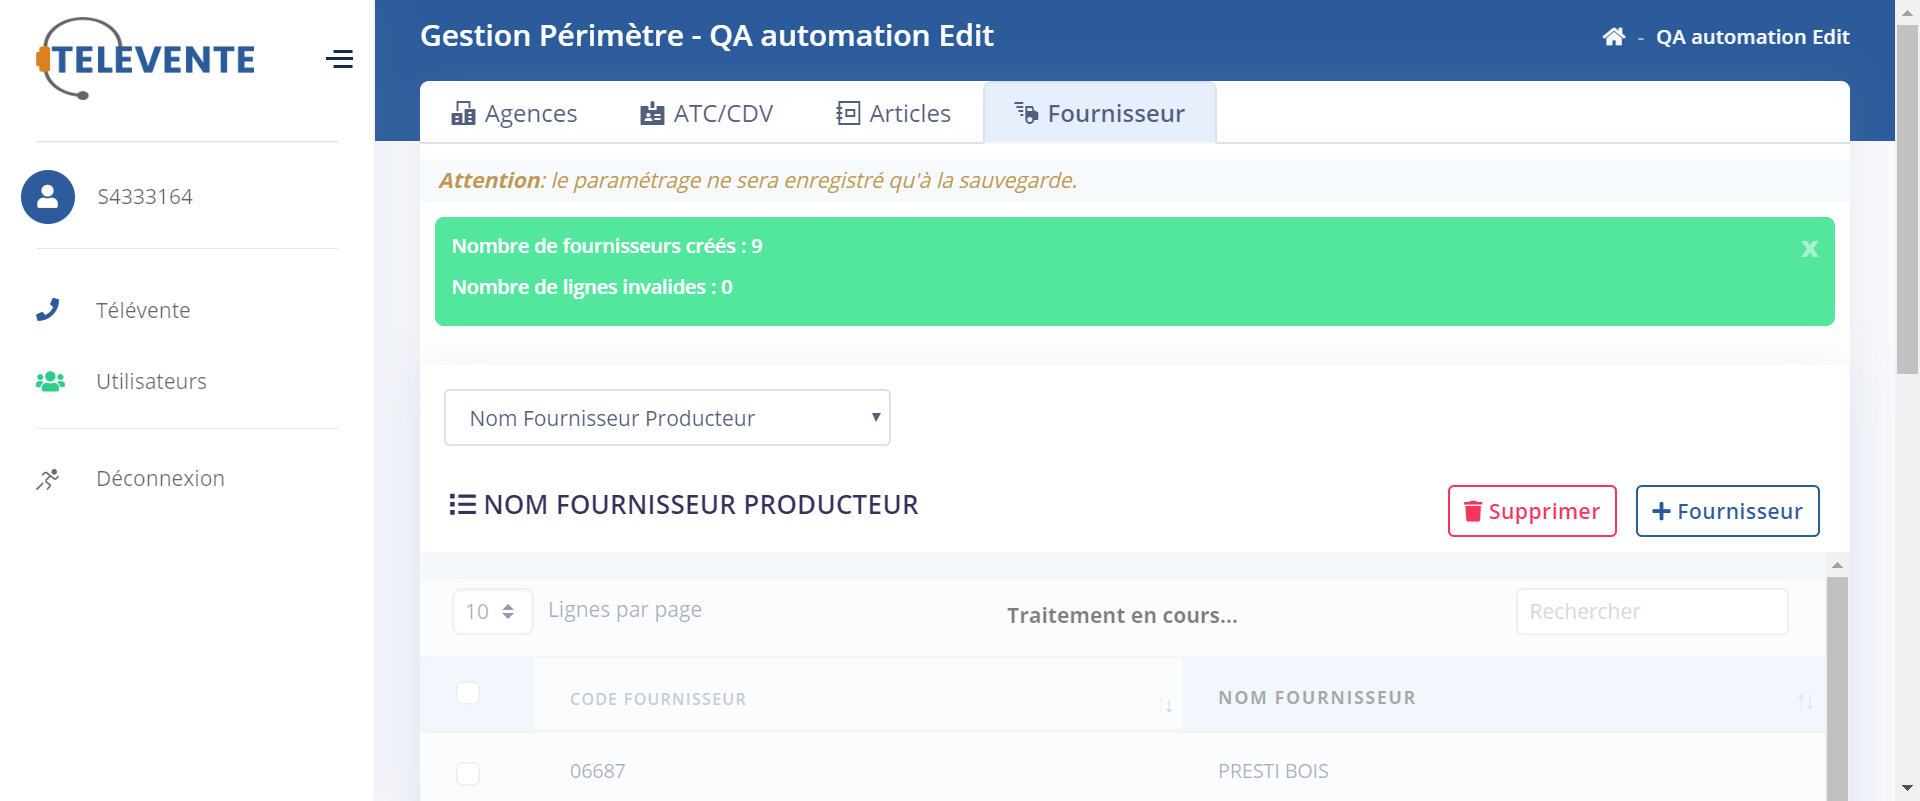 TELEVENTE
S4333164
Télévente
Utilisateurs
Déconnexion
Gestion Périmètre - QA automation Edit
- QA automation Edit
Agences
ATC/CDV
Articles
Fournisseur
Attention: le paramétrage ne sera enregistré qu'à la sauvegarde.
Nombre de fournisseurs créés : 9
x
Nombre de lignes invalides : 0
Nom Fournisseur Producteur
NOM FOURNISSEUR PRODUCTEUR
Supprimer
+ Fournisseur
10
Lignes par page
Traitement en cours...
Rechercher
CODE FOURNISSEUR
NOM FOURNISSEUR
06687
PRESTI BOIS